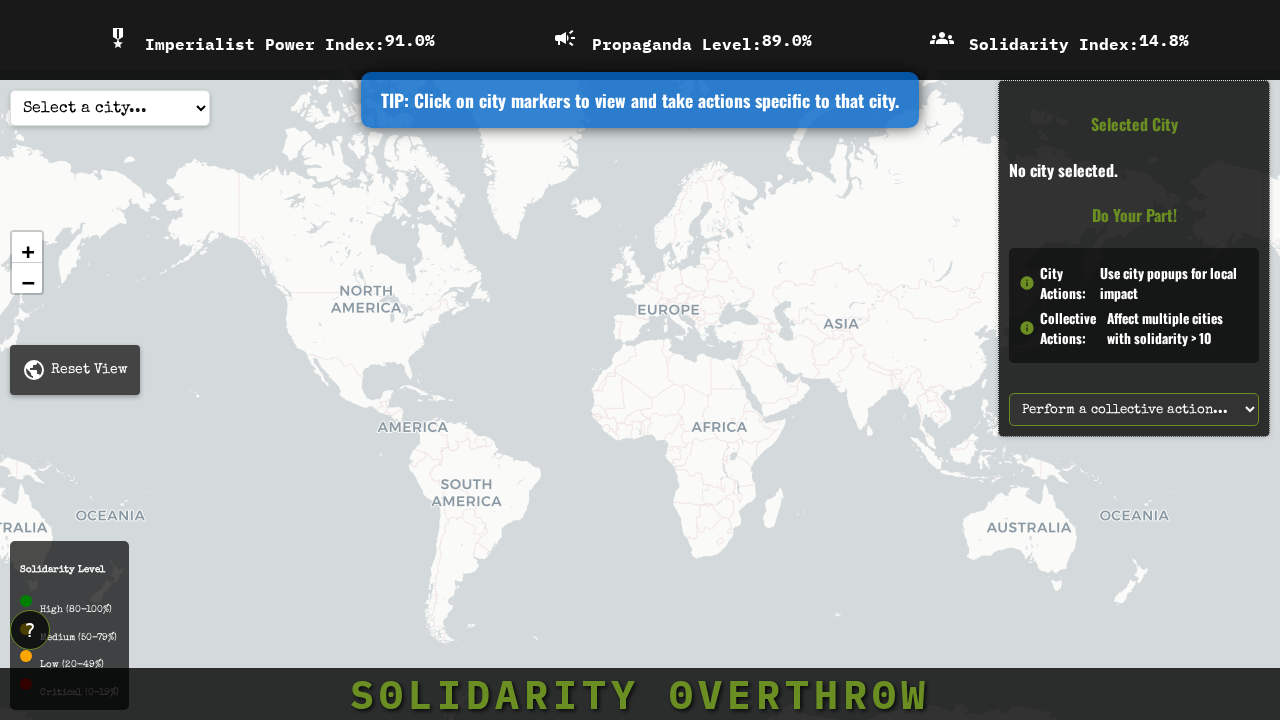 Imperialist Power Index:91.0%
Propaganda Level:89.0%
Solidarity Index:14.8%
Select a city...
TIP: Click on city markers to view and take actions specific to that city.
Selected City
No city selected.
Do Your Part!
City Actions:
Use city popups for local impact
Collective Actions:
Affect multiple cities with solidarity > 10
Perform a collective action...
+
−
Reset View
NORTH
AMERICA
EUROPE
ASIA
AMERICA
AFRICA
SOUTH
AMERICA
OCEANIA
RALIA
AUSTRALIA
OCEANIA
Solidarity Level
High (80-100%)
?
Medium (50-79%)
Low (20-49%)
Critical (0-19%)
S0LIDARITY 0VERTHR0W